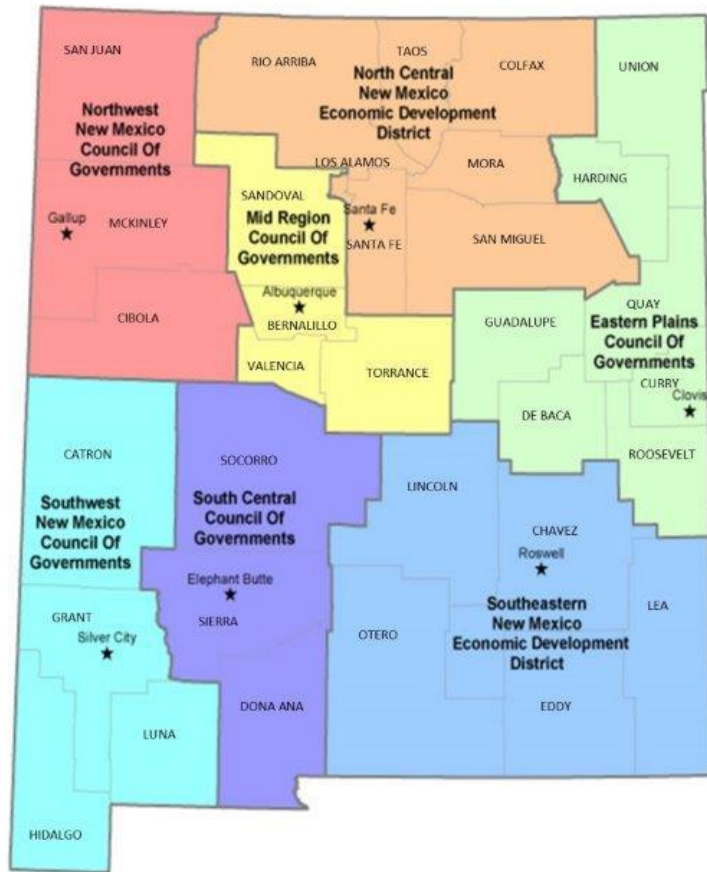 SAN JUAN
RIO ARRIBA
TAOS
COLFAX
UNION
North Central
New Mexico
Economic Development
District
Northwest
New Mexico
Council Of
Governments
LOS ALAMOS
MORA
HARDING
SANDOVAL
Gallup
MCKINLEY
Mid Region
Council Of
Governments
Santa Fe
SANTA FE
SAN MIGUEL
Albuquerque
BERNALILLO
CIBOLA
GUADALUPE
QUAY
Eastern Plains
Council Of
Governments
VALENCIA
TORRANCE
CURRY
Clovis
DE BACA
ROOSEVELT
CATRON
SOCORRO
LINCOLN
Southwest
New Mexico
Council Of
Governments
South Central
Council Of
Governments
CHAVEZ
Roswell
Elephant Butte
SIERRA
LEA
GRANT
Silver City
OTERO
Southeastern
New Mexico
Economic Development
District
LUNA
DONA ANA
EDDY
HIDALGO